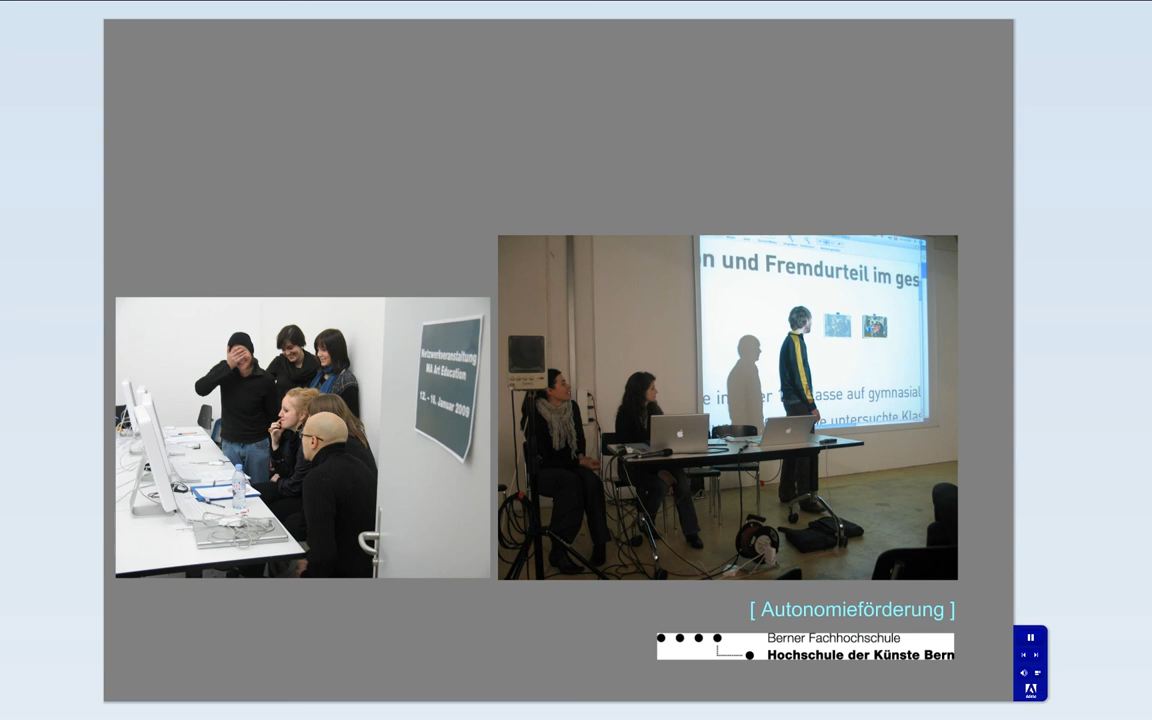 Netzwerkveranstaltung
MA Art Education
12. - 16. Januar 2009
n und Fremdurteil im ges
asse auf gymnasial
e untersuchte Klas
[ Autonomieförderung ]
Berner Fachhochschule
Hochschule der Künste Bern